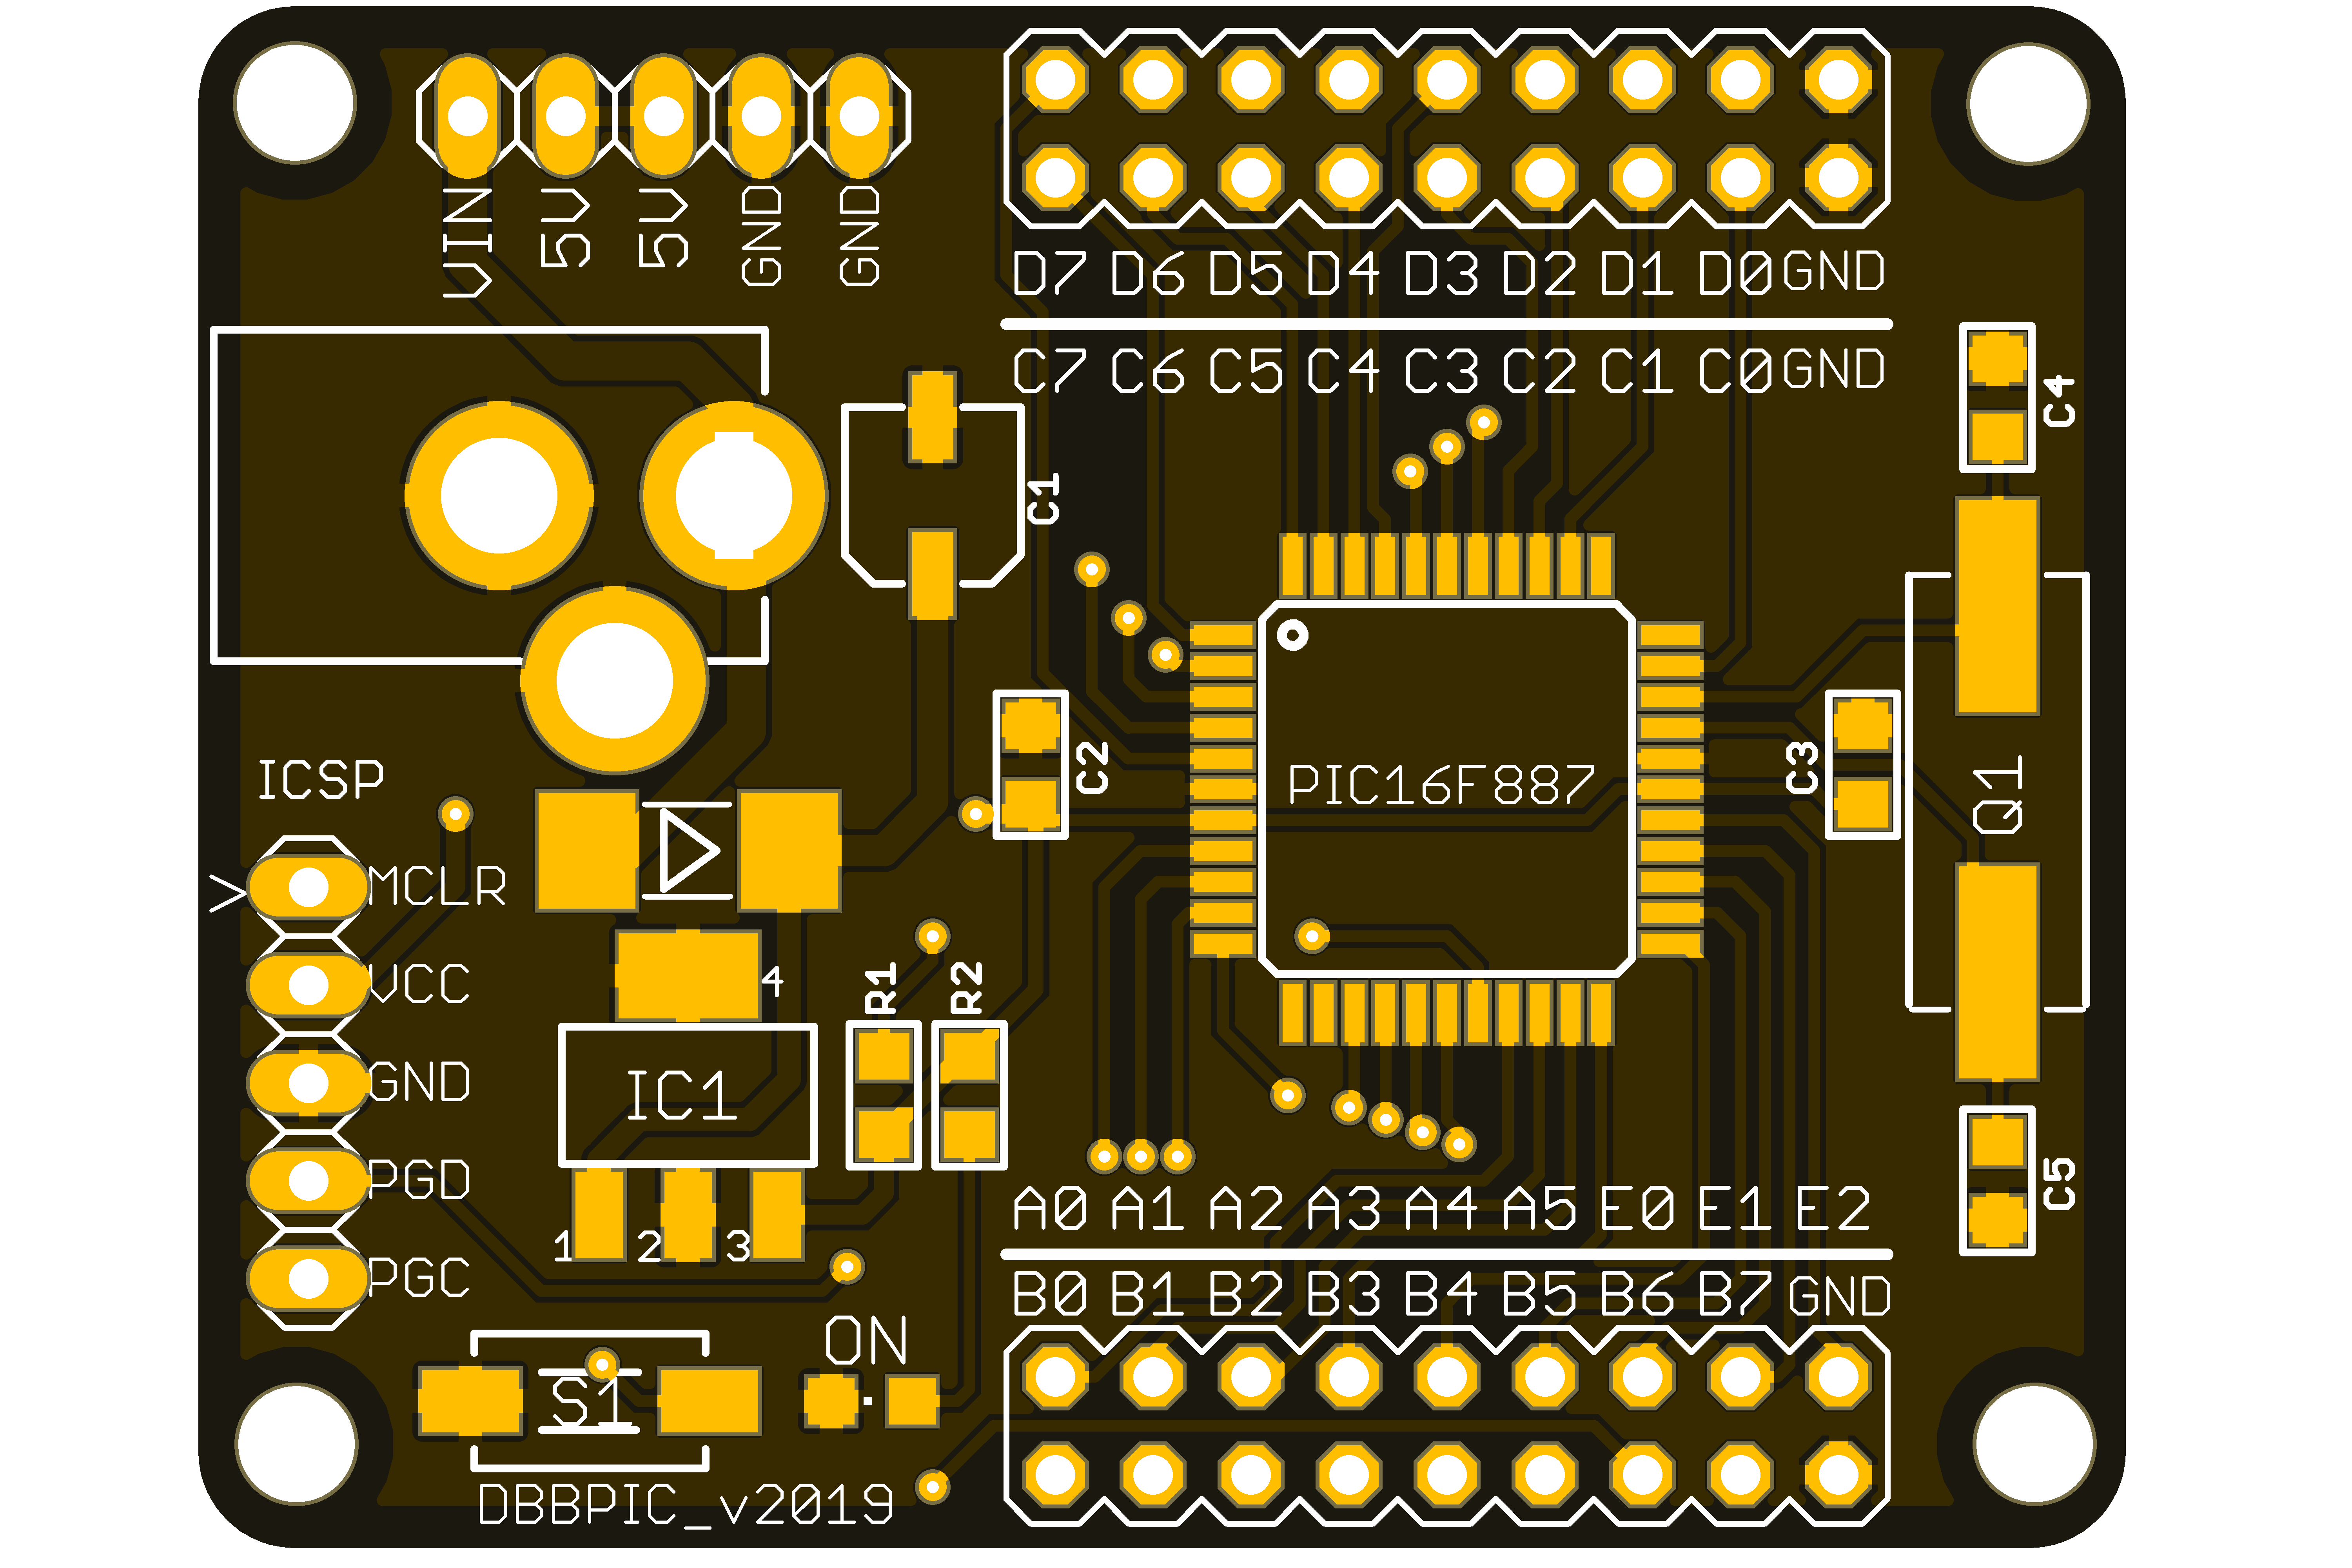 VIN 5V 5V GND GND
D7 D6 D5 D4 D3 D2 D1 D0 GND
C7 C6 C5 C4 C3 C2 C1 C0 GND
C4
C1
C2
C3
PIC16F887
Q1
ICSP
>MCLR
VCC
GND
PGD
PGC
4
R1
R2
IC1
1 2 3
C5
A0 A1 A2 A3 A4 A5 E0 E1 E2
B0 B1 B2 B3 B4 B5 B6 B7 GND
ON
S1
DBBPIC_v2019